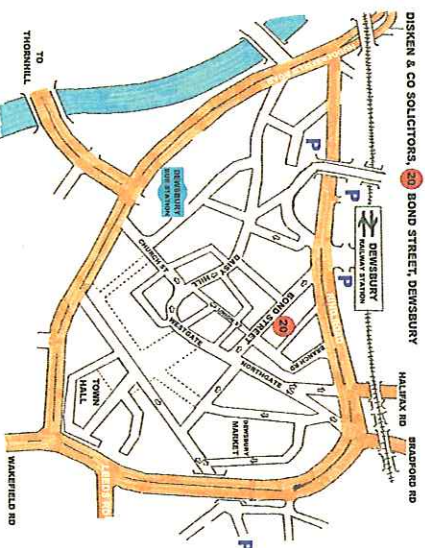 DISKEN & CO SOLICITORS, 20 BOND STREET, DEWSBURY
HALIFAX RD
BRADFORD RD
DEWSBURY
RAILWAY STATION
P
P
P
P
BRANCH RD
BOND STREET
20
NORTHGATE
DAISY HILL
WESTGATE
CHURCH ST
DEWSBURY
MARKET
DEWSBURY
BUS STATION
TOWN
HALL
LEEDS RD
TO
THORNHILL
WAKEFIELD RD